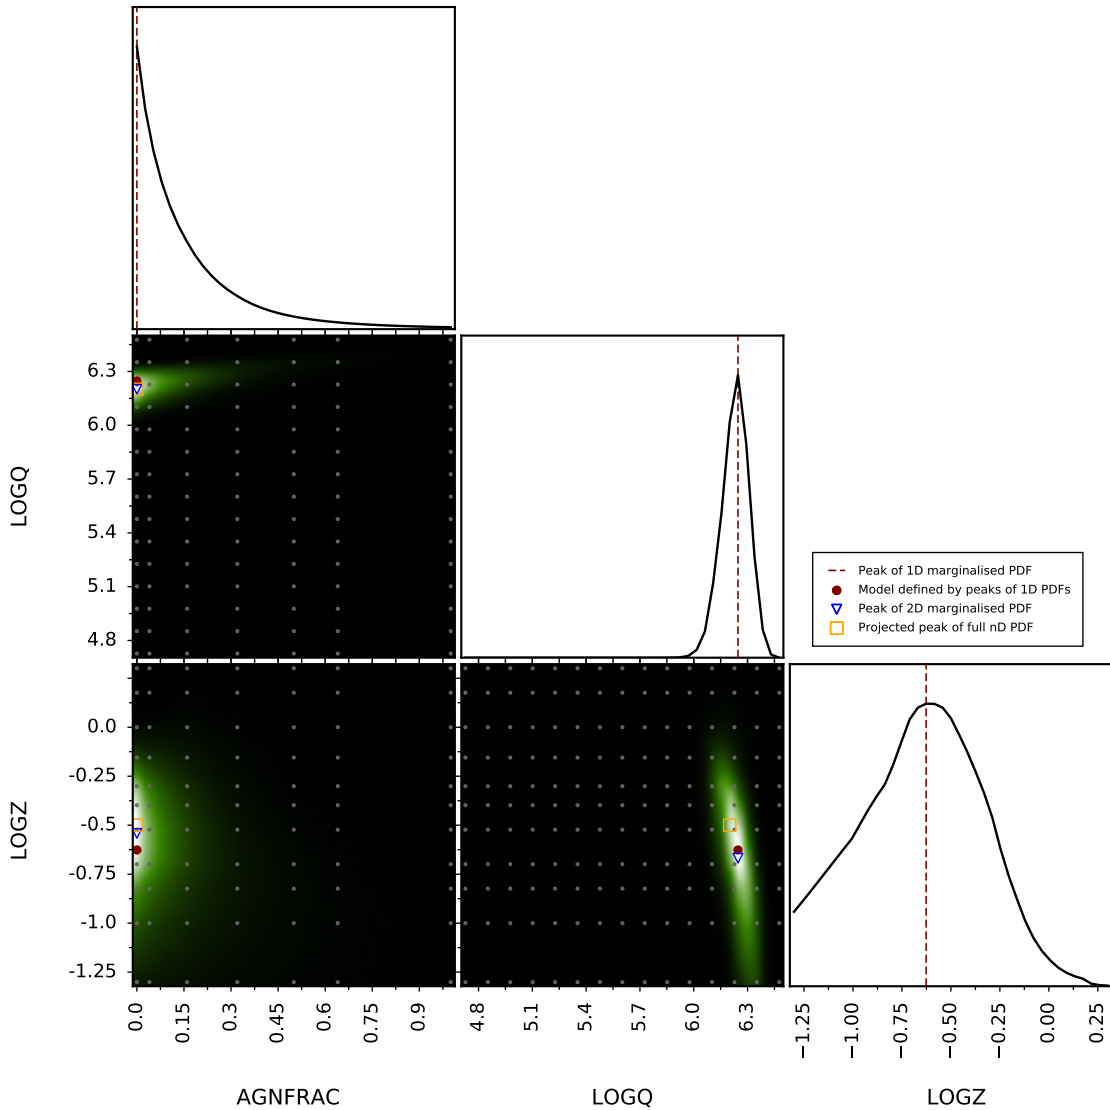 6.3
6.0
5.7
5.4
5.1
4.8
LOGQ
Peak of 1D marginalised PDF
Model defined by peaks of 1D PDFs
Peak of 2D marginalised PDF
Projected peak of full nD PDF
0.0
-0.25
-0.5
-0.75
-1.0
-1.25
LOGZ
0.0 0.15 0.3 0.45 0.6 0.75 0.9
4.8 5.1 5.4 5.7 6.0 6.3
−1.25 −1.00 −0.75 −0.50 −0.25 0.00 0.25
AGNFRAC LOGQ LOGZ